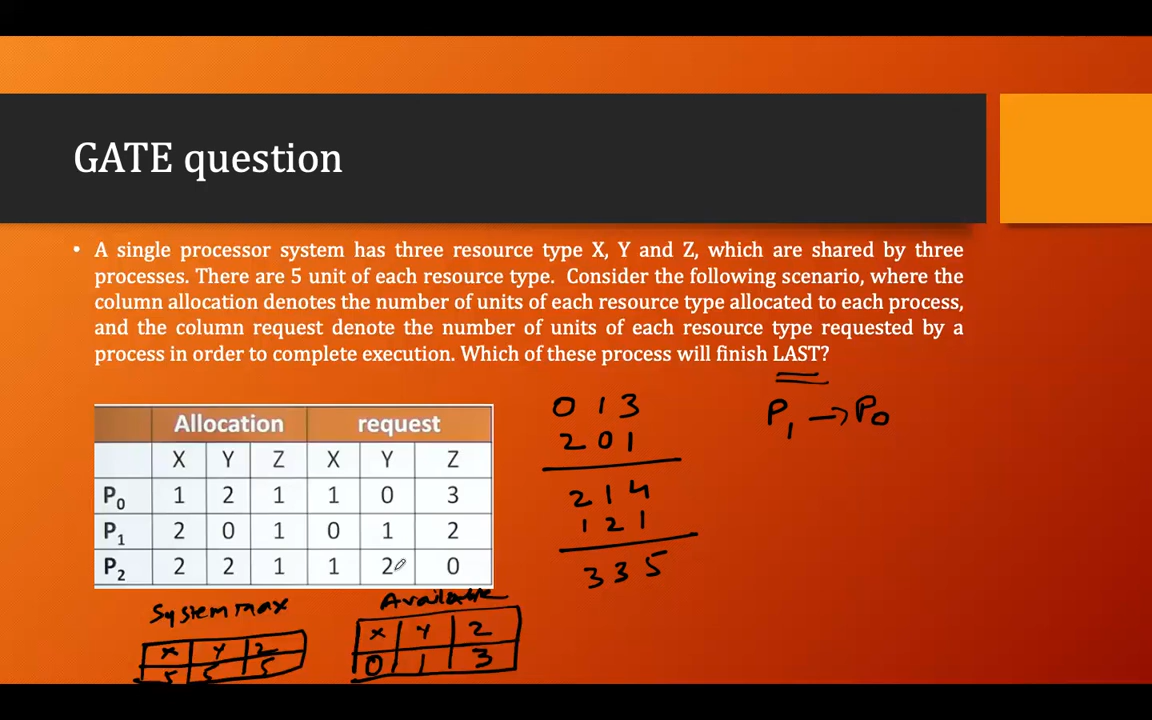 GATE question
• A single processor system has three resource type X, Y and Z, which are shared by three
processes. There are 5 unit of each resource type. Consider the following scenario, where the
column allocation denotes the number of units of each resource type allocated to each process,
and the column request denote the number of units of each resource type requested by a
process in order to complete execution. Which of these process will finish LAST?
0 1 3
P1 → P0
2 0 1
Allocation request
X Y Z X Y Z
2 1 4
P0 1 2 1 1 0 3
1 2 1
P1 2 0 1 0 1 2
P2 2 2 1 1 2 0
3 3 5
System max
Available
X Y Z
X Y Z
5 5 5
0 1 3